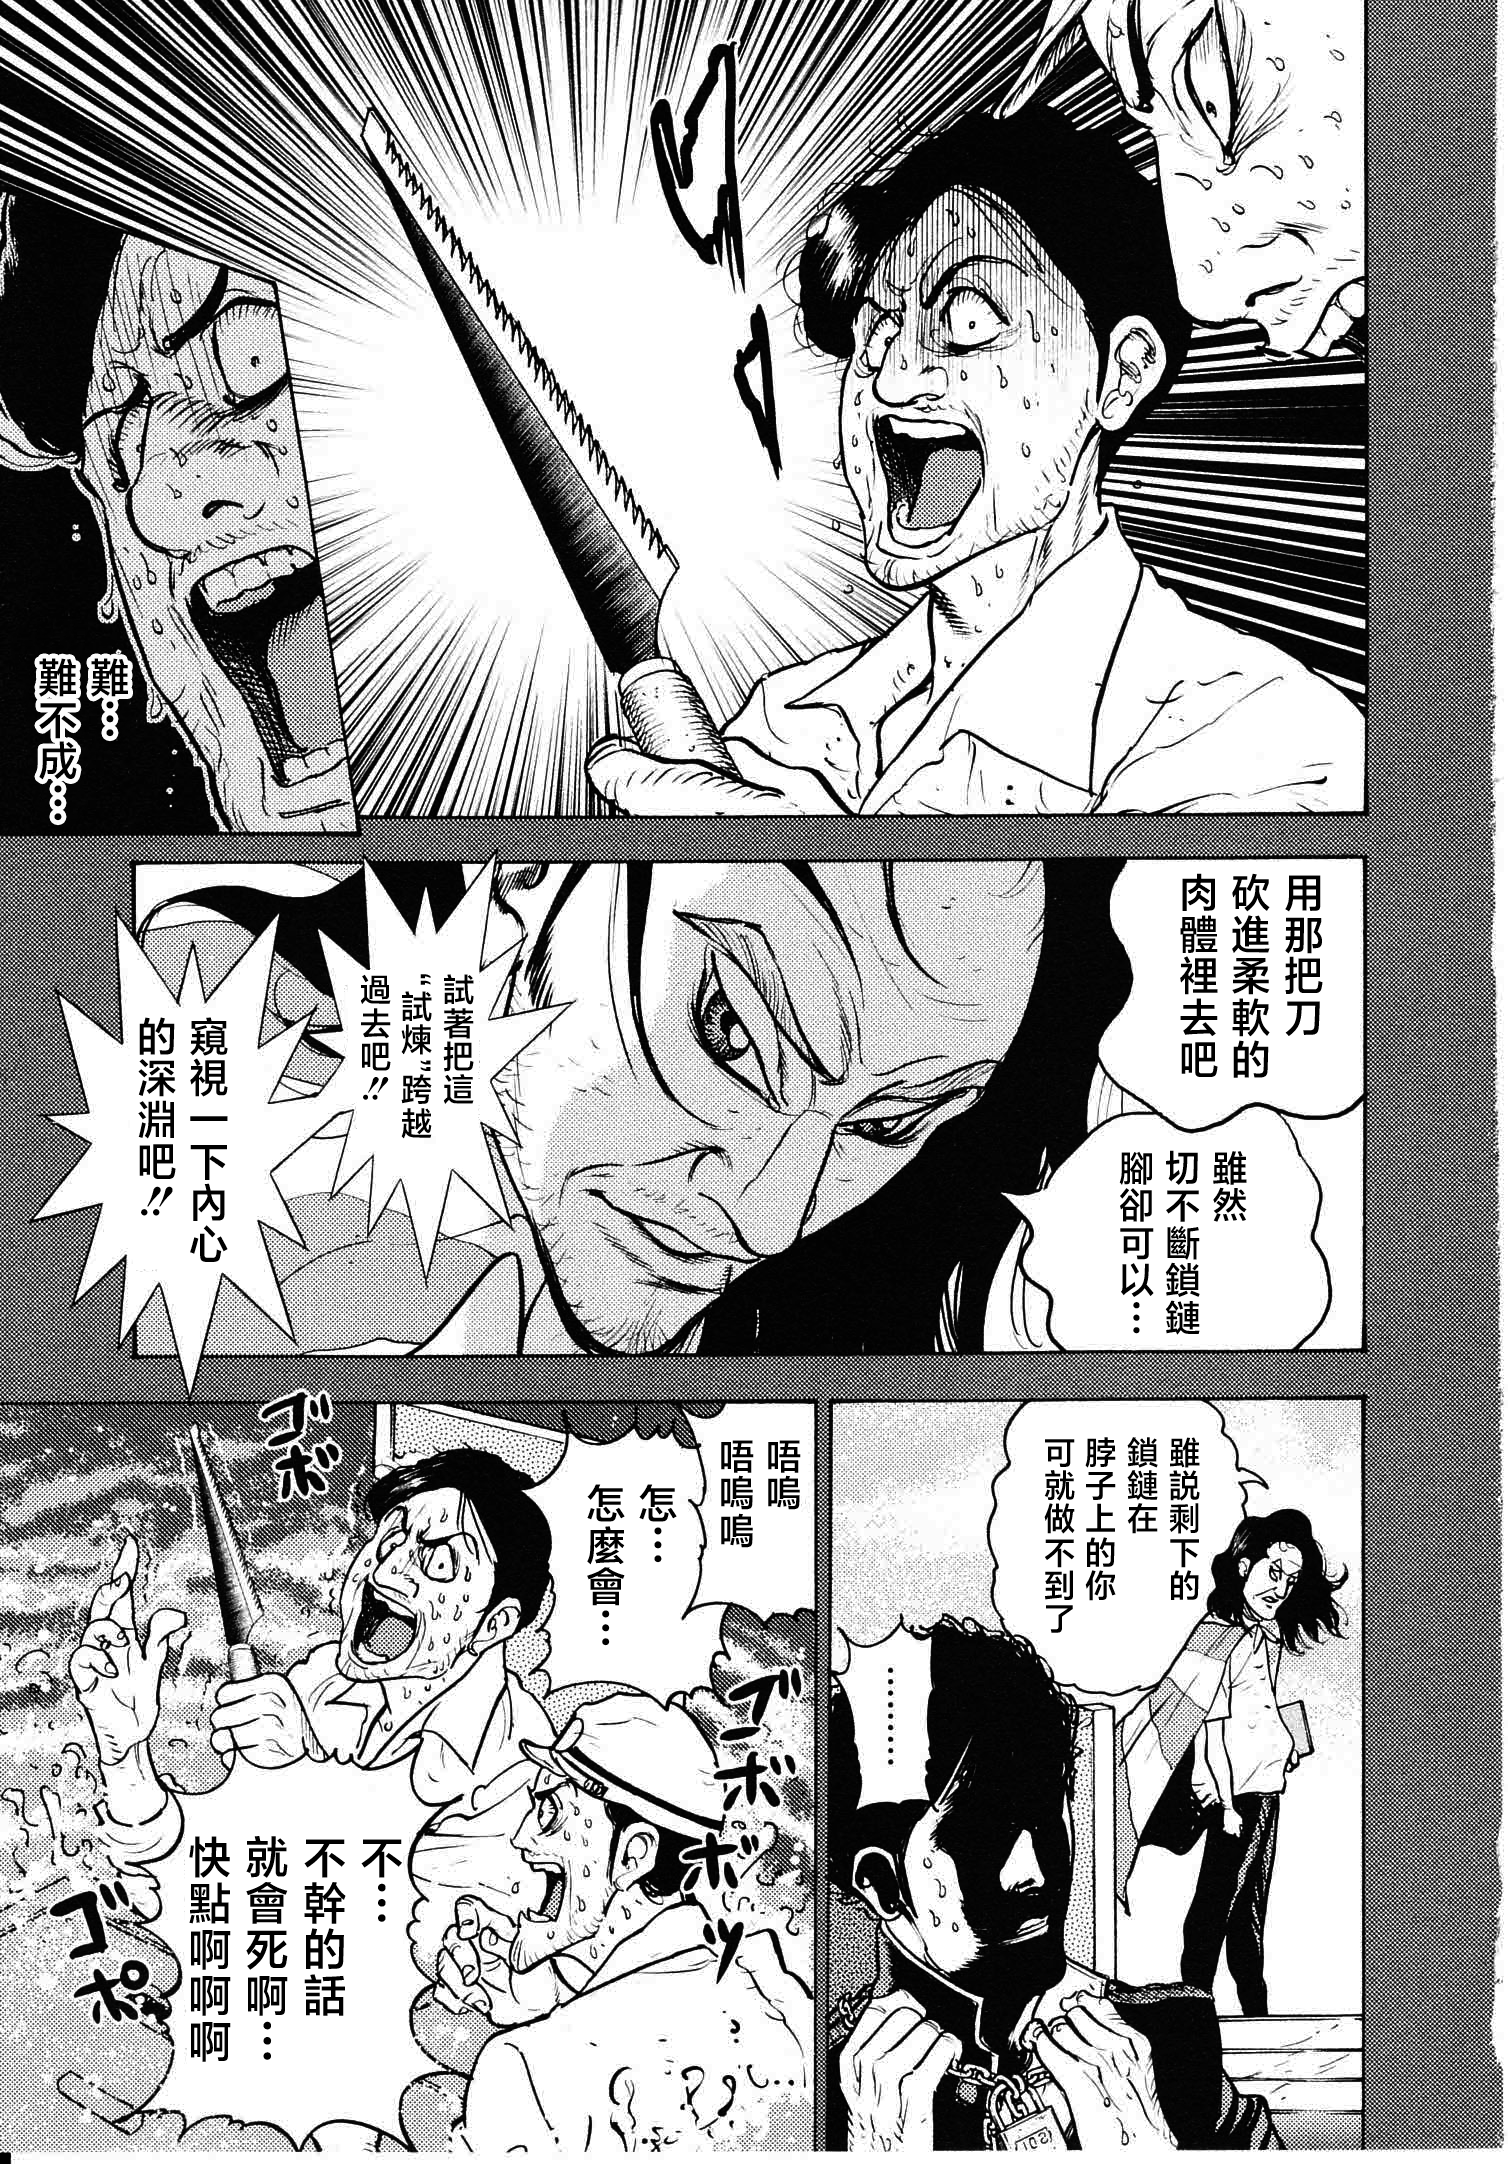 難…
難不成…
用那把刀
砍進柔軟的
肉體裡去吧
雖然
切不斷鎖鏈
腳卻可以…
試著把這
“試煉”跨越
過去吧!!
窺視一下內心
的深淵吧!!
雖説剩下的
鎖鏈在
脖子上的你
可就做不到了
………
唔嗚
唔嗚嗚
怎…
怎麼會…
ゴボ
ブーッ
ボボボッ
不…
不幹的話
就會死啊…
快點啊啊啊
ゴポ